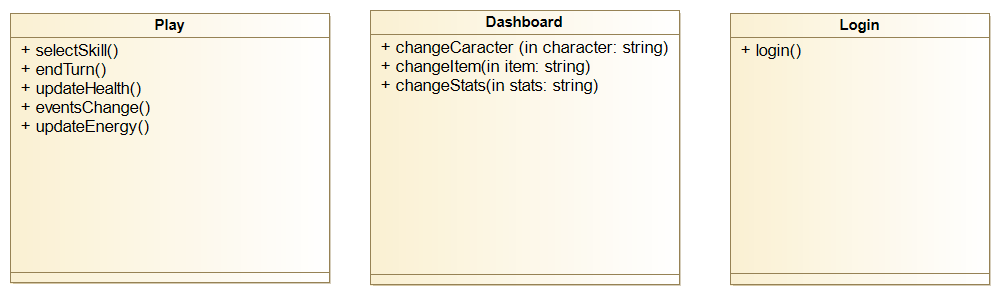 Play
+ selectSkill()
+ endTurn()
+ updateHealth()
+ eventsChange()
+ updateEnergy()
Dashboard
+ changeCaracter (in character: string)
+ changeItem(in item: string)
+ changeStats(in stats: string)
Login
+ login()